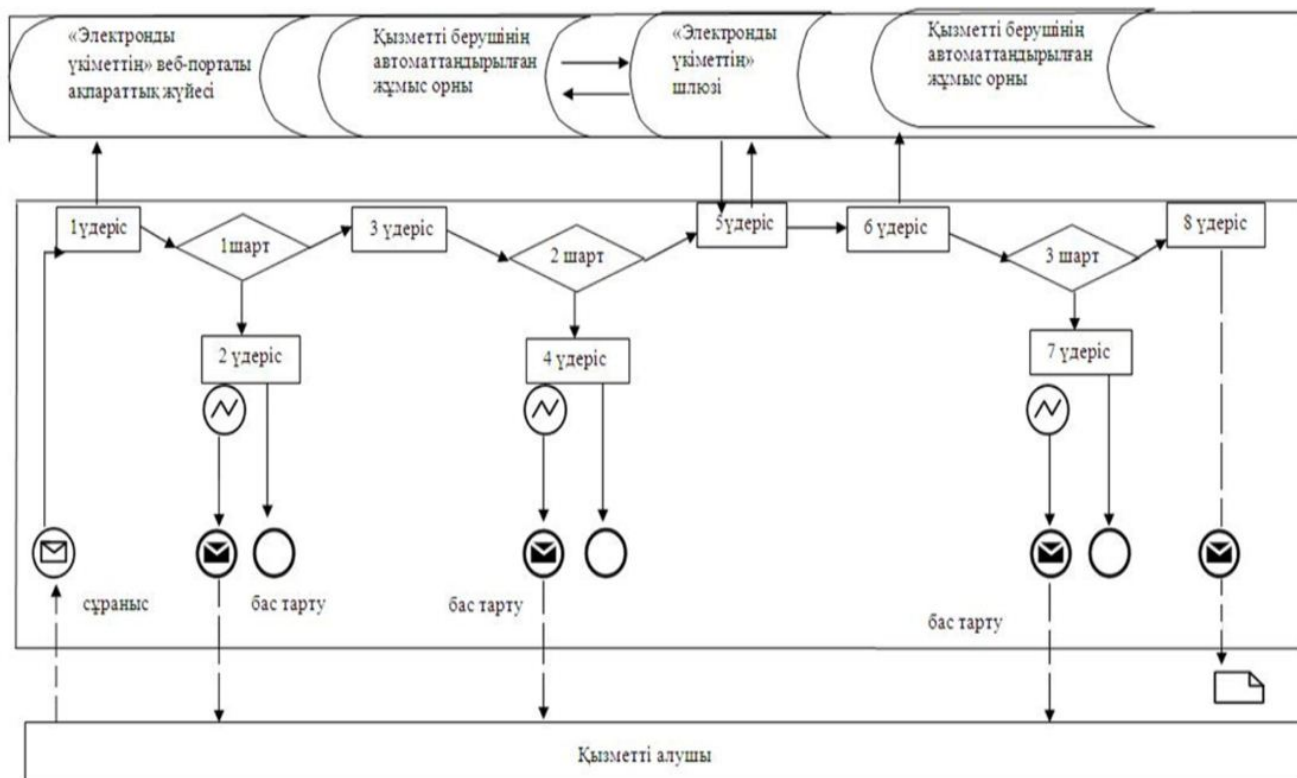 «Электронды
үкіметтің» веб-порталы
ақпараттық жүйесі
Қызметті берушінің
автоматтандырылған
жұмыс орны
«Электронды
үкіметтің»
шлюзі
Қызметті берушінің
автоматтандырылған
жұмыс орны
1үдеріс
1шарт
3 үдеріс
2 шарт
5үдеріс
6 үдеріс
3 шарт
8 үдеріс
2 үдеріс
4 үдеріс
7 үдеріс
сұраныс
бас тарту
бас тарту
бас тарту
Қызметті алушы